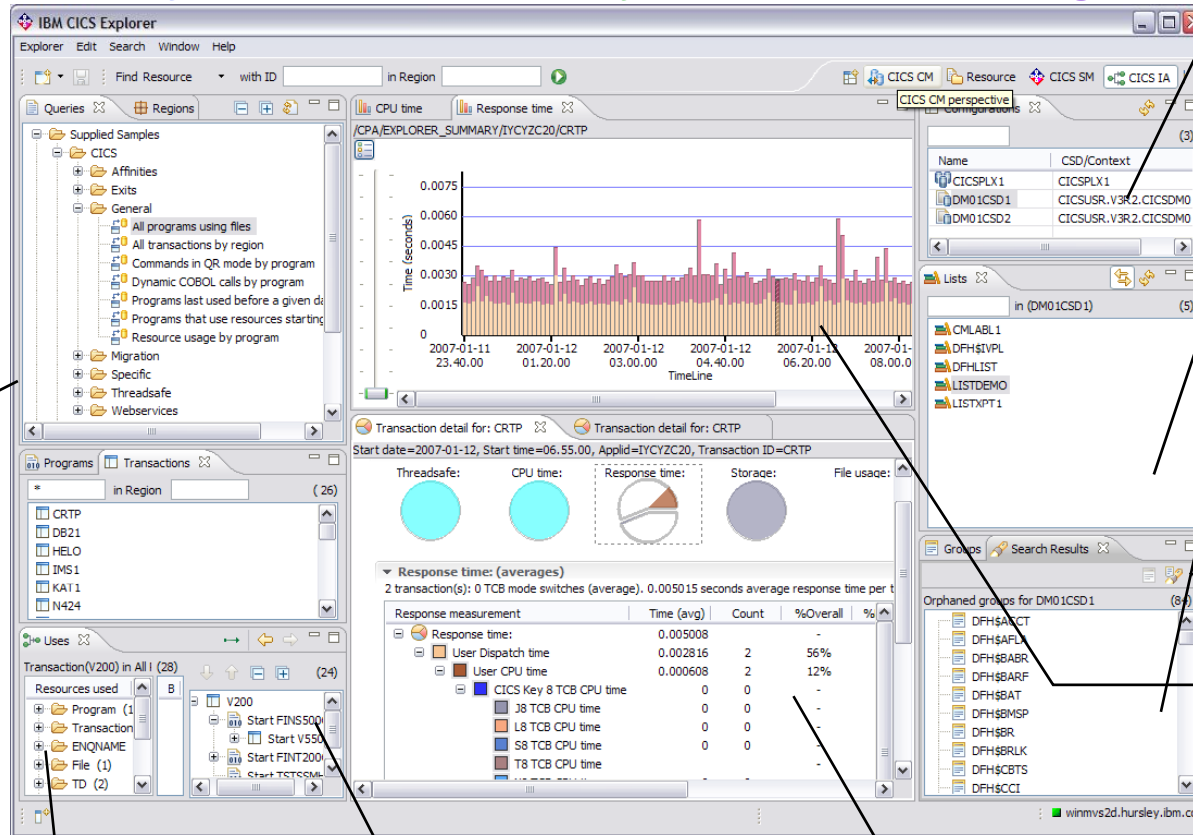 IBM CICS Explorer
Explorer Edit Search Window Help
Find Resource with ID in Region
CICS CM Resource CICS SM CICS IA
CICS CM perspective
Queries Regions
Supplied Samples
CICS
Affinities
Exits
General
All programs using files
All transactions by region
Commands in QR mode by program
Dynamic COBOL calls by program
Programs last used before a given da
Programs that use resources starting
Resource usage by program
Migration
Specific
Threadsafe
Webservices
CPU time Response time
/CPA/EXPLORER_SUMMARY/IYCYZC20/CRTP
Time (seconds)
0.0075
0.0060
0.0045
0.0030
0.0015
0
2007-01-11 2007-01-12 2007-01-12 2007-01-12 2007-01-12 2007-01-
23.40.00 01.20.00 03.00.00 04.40.00 06.20.00 08.00.0
TimeLine
Configurations
(3)
Name CSD/Context
CICSPLX1 CICSPLX1
DM01CSD1 CICSUSR.V3R2.CICSDM0
DM01CSD2 CICSUSR.V3R2.CICSDM0
Lists
in (DM01CSD1) (5)
CMLABL1
DFH$IVPL
DFHLIST
LISTDEMO
LISTXPT1
Programs Transactions
* in Region (26)
CRTP
DB21
HELO
IMS1
KAT1
N424
Transaction detail for: CRTP Transaction detail for: CRTP
Start date=2007-01-12, Start time=06.55.00, Applid=IYCYZC20, Transaction ID=CRTP
Threadsafe: CPU time: Response time: Storage: File usage:
Response time: (averages)
2 transaction(s): 0 TCB mode switches (average). 0.005015 seconds average response time per t
Response measurement Time (avg) Count %Overall %
Response time: 0.005008 -
User Dispatch time 0.002816 2 56%
User CPU time 0.000608 2 12%
CICS Key 8 TCB CPU time 0 0 -
J8 TCB CPU time 0 0 -
L8 TCB CPU time 0 0 -
S8 TCB CPU time 0 0 -
T8 TCB CPU time -
Groups Search Results
Orphaned groups for DM01CSD1 (84)
DFH$ACCT
DFH$AFLA
DFH$BABR
DFH$BARF
DFH$BAT
DFH$BMSP
DFH$BR
DFH$BRLK
DFH$CBTS
DFH$CCI
Uses
Transaction(V200) in All I (28) (24)
Resources used B
Program (1
Transaction
ENQNAME
File (1)
TD (2)
V200
Start FINS500
Start V550
Start FINT200
winmvs2d.hursley.ibm.co